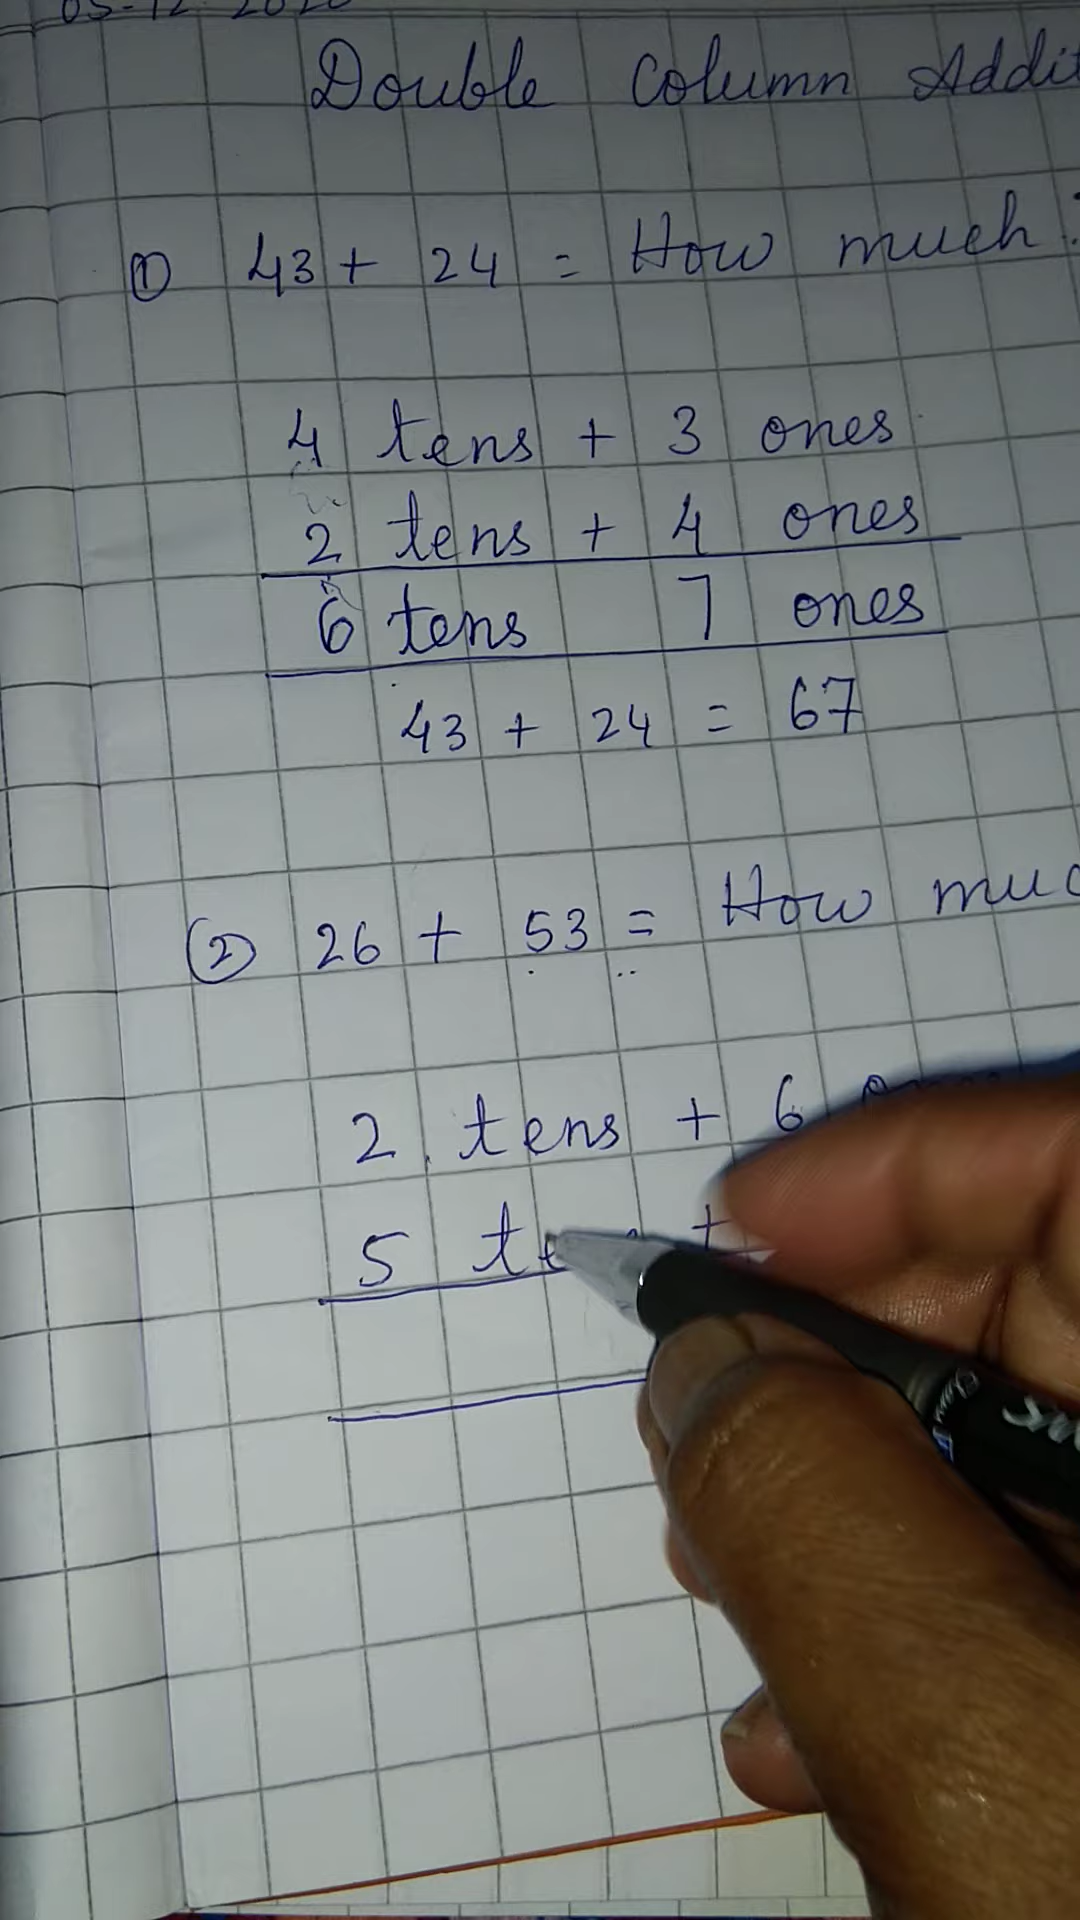 Double Column
① 43 + 24 = How much
4 tens + 3 ones
2 tens + 4 ones
6 tens 7 ones
43 + 24 = 67
② 26 + 53 = How
2 tens + 6
5 +